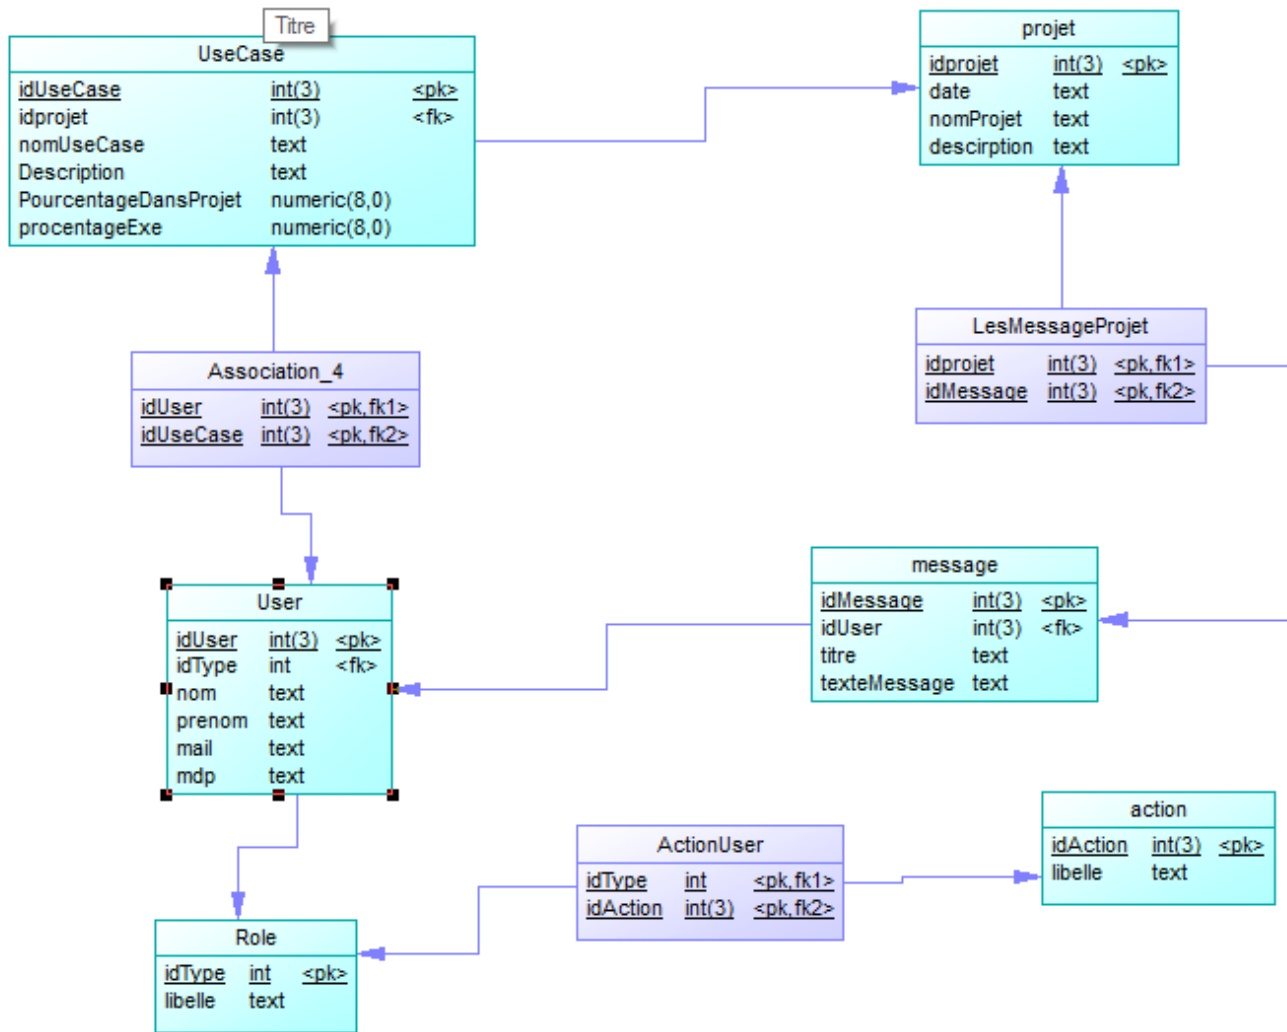 Titre
UseCase
idUseCase int(3) <pk>
idprojet int(3) <fk>
nomUseCase text
Description text
PourcentageDansProjet numeric(8,0)
procentageExe numeric(8,0)
projet
idprojet int(3) <pk>
date text
nomProjet text
descirption text
LesMessageProjet
idprojet int(3) <pk,fk1>
idMessage int(3) <pk,fk2>
Association_4
idUser int(3) <pk,fk1>
idUseCase int(3) <pk,fk2>
User
idUser int(3) <pk>
idType int <fk>
nom text
prenom text
mail text
mdp text
message
idMessage int(3) <pk>
idUser int(3) <fk>
titre text
texteMessage text
action
idAction int(3) <pk>
libelle text
ActionUser
idType int <pk,fk1>
idAction int(3) <pk,fk2>
Role
idType int <pk>
libelle text